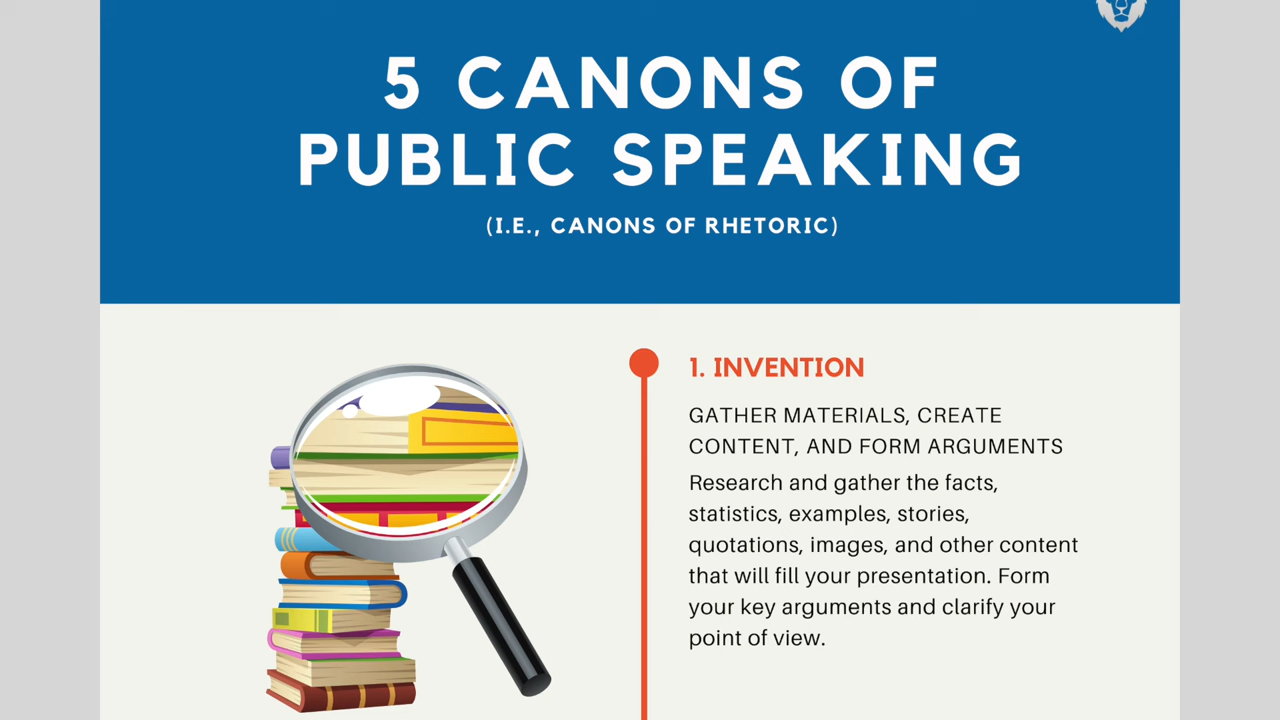 5 CANONS OF
PUBLIC SPEAKING
(I.E., CANONS OF RHETORIC)
1. INVENTION
GATHER MATERIALS, CREATE
CONTENT, AND FORM ARGUMENTS
Research and gather the facts,
statistics, examples, stories,
quotations, images, and other content
that will fill your presentation. Form
your key arguments and clarify your
point of view.